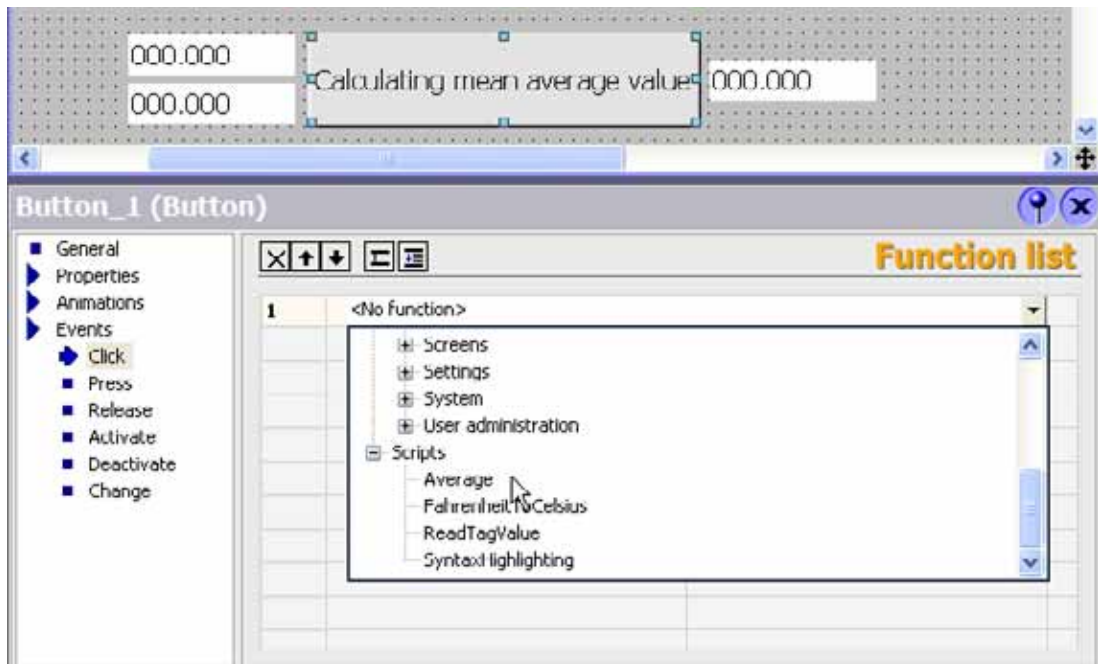 000.000
000.000
Calculating mean average value
000.000
Button_1 (Button)
General
Properties
Animations
Events
Click
Press
Release
Activate
Deactivate
Change
Function list
1 <No function>
Screens
Settings
System
User administration
Scripts
Average
FahrenheitToCelsius
ReadTagValue
SyntaxHighlighting